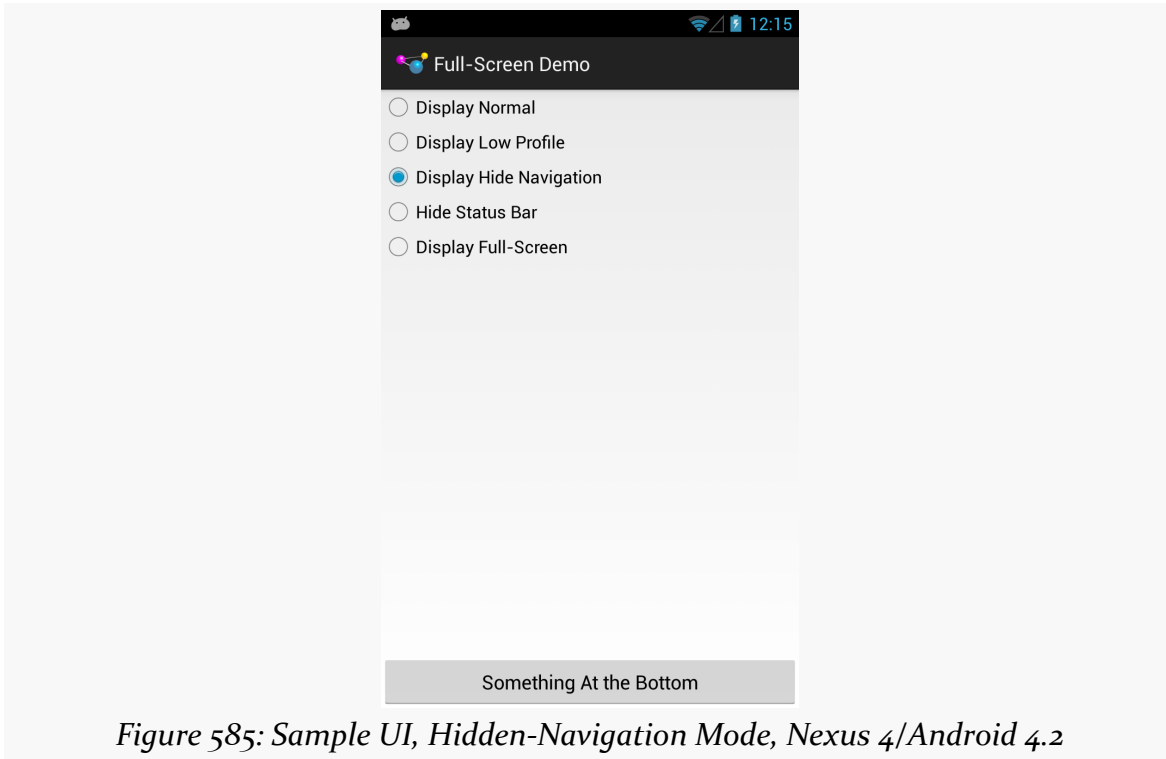 12:15
Full-Screen Demo
Display Normal
Display Low Profile
Display Hide Navigation
Hide Status Bar
Display Full-Screen
Something At the Bottom
Figure 585: Sample UI, Hidden-Navigation Mode, Nexus 4/Android 4.2